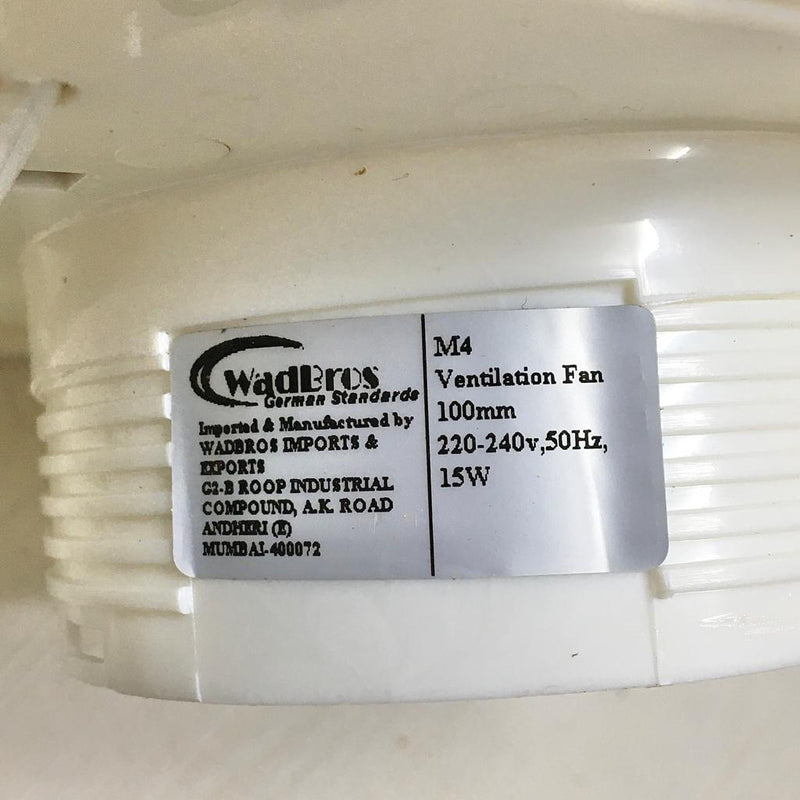 WadBros
German Standards
Imported & Manufactured by
WADBROS IMPORTS &
EXPORTS
G2-B ROOP INDUSTRIAL
COMPOUND, A.K. ROAD
ANDHERI (E)
MUMBAI-400072
M4
Ventilation Fan
100mm
220-240v,50Hz,
15W